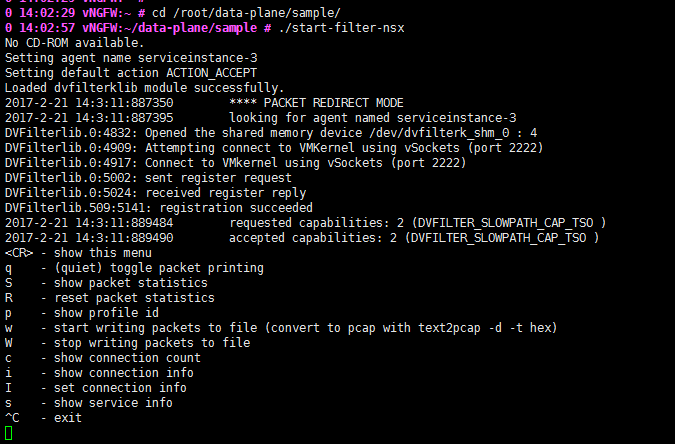 0 14:02:29 vNGFW:~ # cd /root/data-plane/sample/
0 14:02:57 vNGFW:~/data-plane/sample # ./start-filter-nsx
No CD-ROM available.
Setting agent name serviceinstance-3
Setting default action ACTION_ACCEPT
Loaded dvfilterklib module successfully.
2017-2-21 14:3:11:887350        **** PACKET REDIRECT MODE
2017-2-21 14:3:11:887395        looking for agent named serviceinstance-3
DVFilterlib.0:4832: Opened the shared memory device /dev/dvfilterk_shm_0 : 4
DVFilterlib.0:4909: Attempting connect to VMKernel using vSockets (port 2222)
DVFilterlib.0:4917: Connect to VMkernel using vSockets (port 2222)
DVFilterlib.0:5002: sent register request
DVFilterlib.0:5024: received register reply
DVFilterlib.509:5141: registration succeeded
2017-2-21 14:3:11:889484        requested capabilities: 2 (DVFILTER_SLOWPATH_CAP_TSO )
2017-2-21 14:3:11:889490        accepted capabilities: 2 (DVFILTER_SLOWPATH_CAP_TSO )
<CR> - show this menu
q    - (quiet) toggle packet printing
S    - show packet statistics
R    - reset packet statistics
p    - show profile id
w    - start writing packets to file (convert to pcap with text2pcap -d -t hex)
W    - stop writing packets to file
c    - show connection count
i    - show connection info
I    - set connection info
s    - show service info
^C   - exit